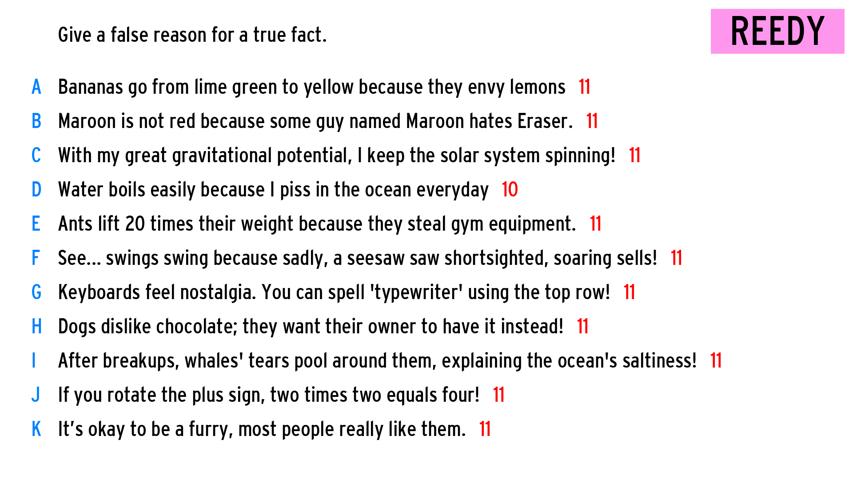 Give a false reason for a true fact.
REEDY
A Bananas go from lime green to yellow because they envy lemons 11
B Maroon is not red because some guy named Maroon hates Eraser. 11
C With my great gravitational potential, I keep the solar system spinning! 11
D Water boils easily because I piss in the ocean everyday 10
E Ants lift 20 times their weight because they steal gym equipment. 11
F See... swings swing because sadly, a seesaw saw shortsighted, soaring sells! 11
G Keyboards feel nostalgia. You can spell 'typewriter' using the top row! 11
H Dogs dislike chocolate; they want their owner to have it instead! 11
I After breakups, whales' tears pool around them, explaining the ocean's saltiness! 11
J If you rotate the plus sign, two times two equals four! 11
K It’s okay to be a furry, most people really like them. 11